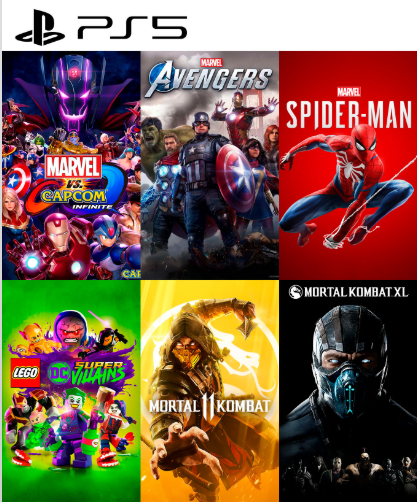 PS5
MARVEL
VS.
CAPCOM
INFINITE
CAP
MARVEL
AVENGERS
MARVEL
SPIDER-MAN
LEGO DC SUPER
VILLAINS
MORTAL 11 KOMBAT
MORTAL KOMBAT XL